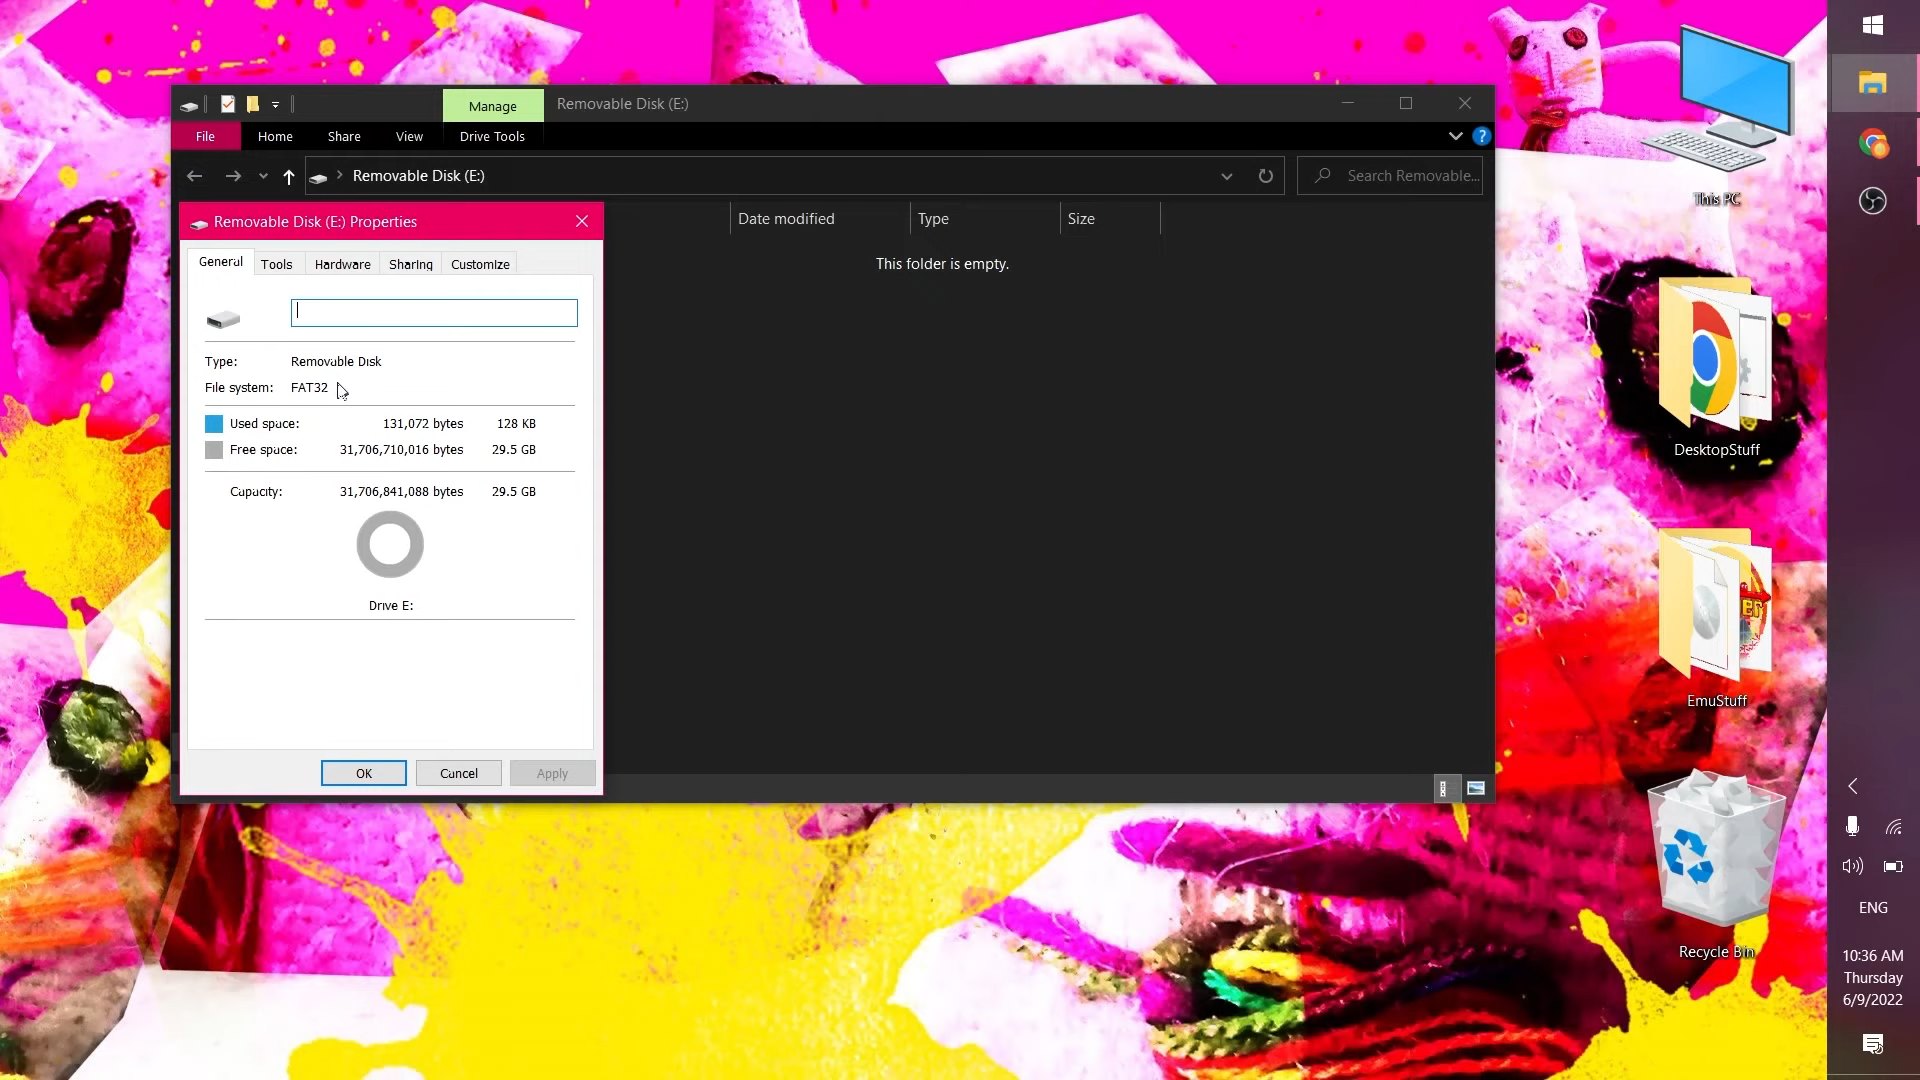 Manage
Removable Disk (E:)
File
Home
Share
View
Drive Tools
Removable Disk (E:)
Search Removable...
Removable Disk (E:) Properties
Date modified
Type
Size
This folder is empty.
General
Tools
Hardware
Sharing
Customize
Type: Removable Disk
File system: FAT32
Used space: 131,072 bytes 128 KB
Free space: 31,706,710,016 bytes 29.5 GB
Capacity: 31,706,841,088 bytes 29.5 GB
Drive E:
OK
Cancel
Apply
This PC
DesktopStuff
EmuStuff
Recycle Bin
ENG
10:36 AM
Thursday
6/9/2022